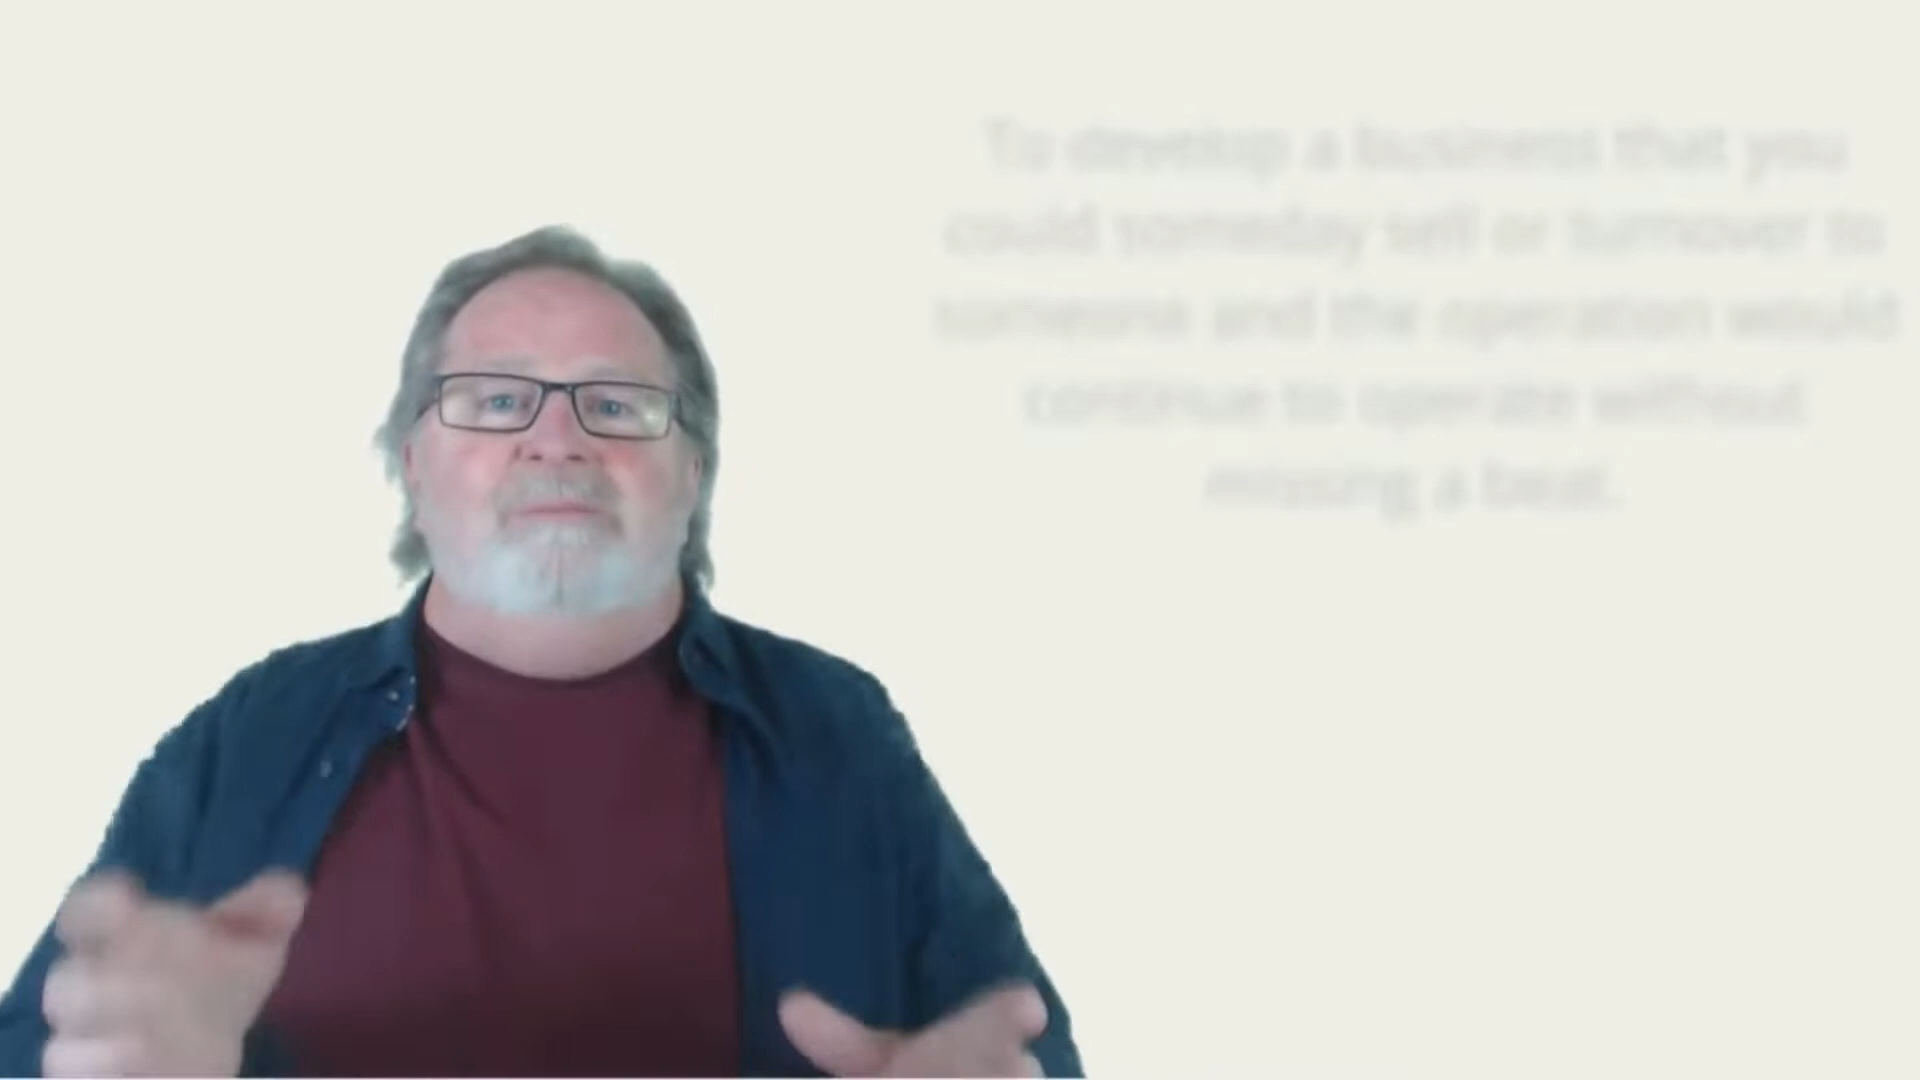 To develop a business that you
could someday sell or turnover to
someone and the operation would
continue to operate without
missing a beat.